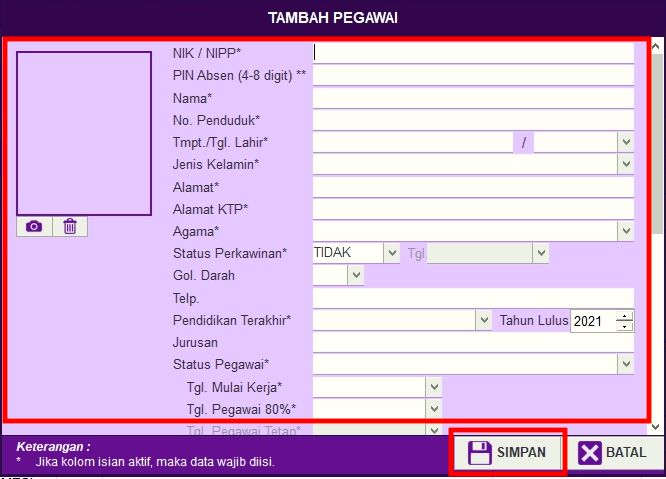 TAMBAH PEGAWAI
NIK / NIPP*
PIN Absen (4-8 digit) **
Nama*
No. Penduduk*
Tmpt./Tgl. Lahir* /
Jenis Kelamin*
Alamat*
Alamat KTP*
Agama*
Status Perkawinan* TIDAK Tgl.
Gol. Darah
Telp.
Pendidikan Terakhir* Tahun Lulus 2021
Jurusan
Status Pegawai*
Tgl. Mulai Kerja*
Tgl. Pegawai 80%*
Tgl. Pegawai Tetap*
Keterangan :
* Jika kolom isian aktif, maka data wajib diisi.
SIMPAN BATAL